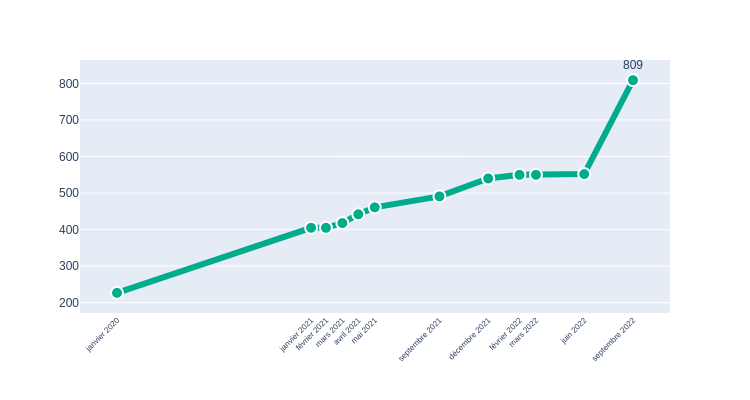 809
800
700
600
500
400
300
200
janvier 2020
janvier 2021
février 2021
mars 2021
avril 2021
mai 2021
septembre 2021
décembre 2021
février 2022
mars 2022
juin 2022
septembre 2022